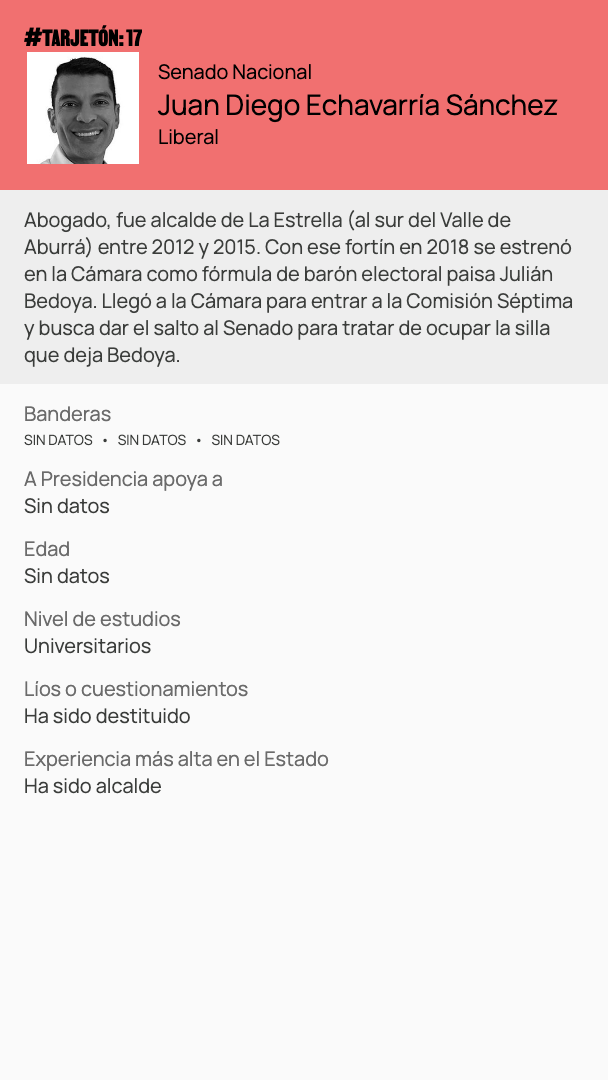 #TARJETÓN: 17
Senado Nacional
Juan Diego Echavarría Sánchez
Liberal
Abogado, fue alcalde de La Estrella (al sur del Valle de
Aburrá) entre 2012 y 2015. Con ese fortín en 2018 se estrenó
en la Cámara como fórmula de barón electoral paisa Julián
Bedoya. Llegó a la Cámara para entrar a la Comisión Séptima
y busca dar el salto al Senado para tratar de ocupar la silla
que deja Bedoya.
Banderas
SIN DATOS • SIN DATOS • SIN DATOS
A Presidencia apoya a
Sin datos
Edad
Sin datos
Nivel de estudios
Universitarios
Líos o cuestionamientos
Ha sido destituido
Experiencia más alta en el Estado
Ha sido alcalde